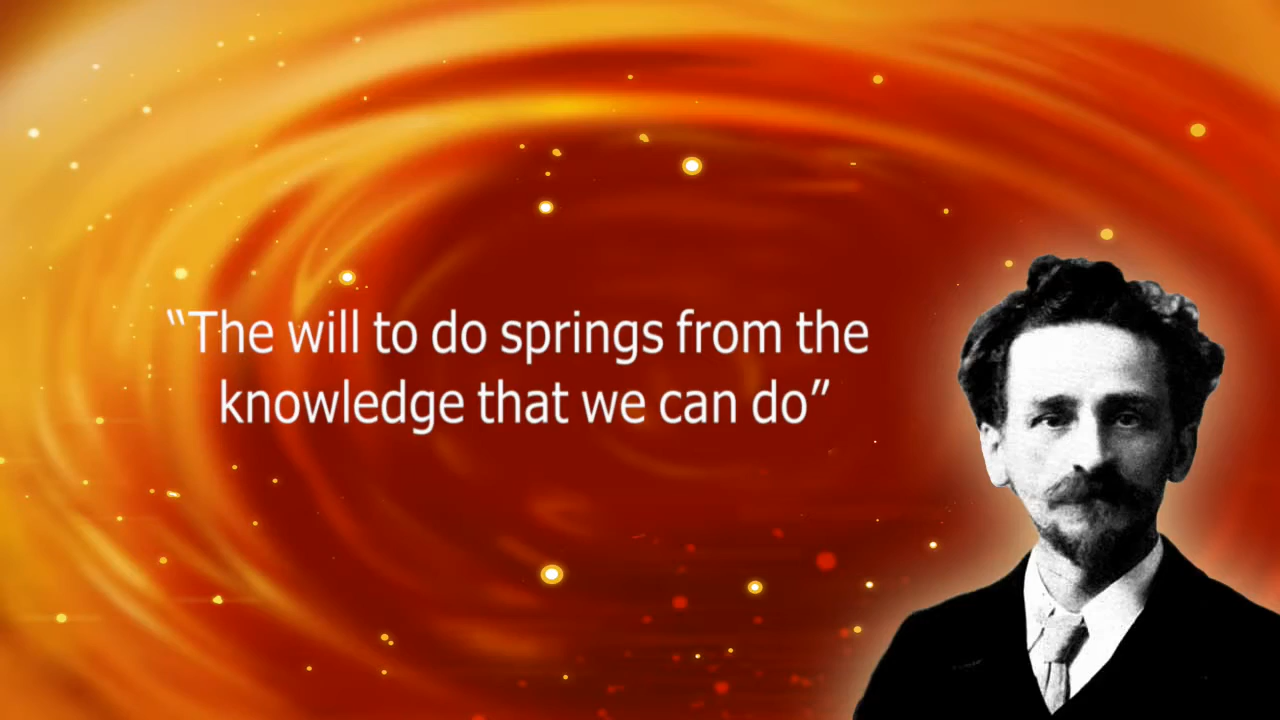 “The will to do springs from the
knowledge that we can do”